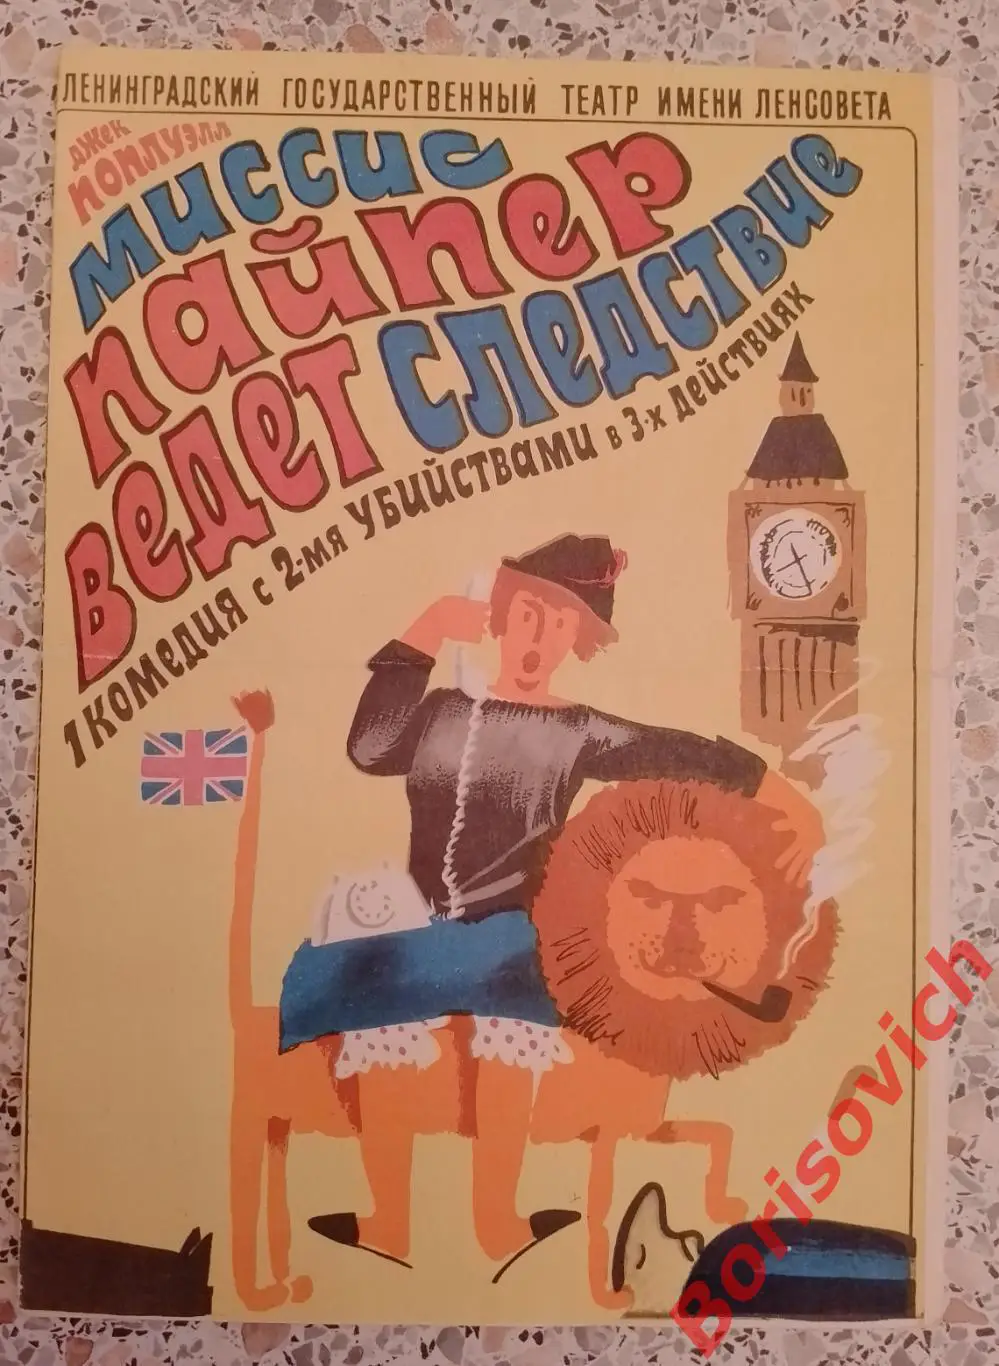 ЛЕНИНГРАДСКИЙ ГОСУДАРСТВЕННЫЙ ТЕАТР ИМЕНИ ЛЕНСОВЕТА
ДЖЕК
ПОПЛУЭЛЛ
МИССИС
ПАЙПЕР
ВЕДЕТ СЛЕДСТВИЕ
1 КОМЕДИЯ С 2-МЯ УБИЙСТВАМИ В 3-Х ДЕЙСТВИЯХ
Borisovich